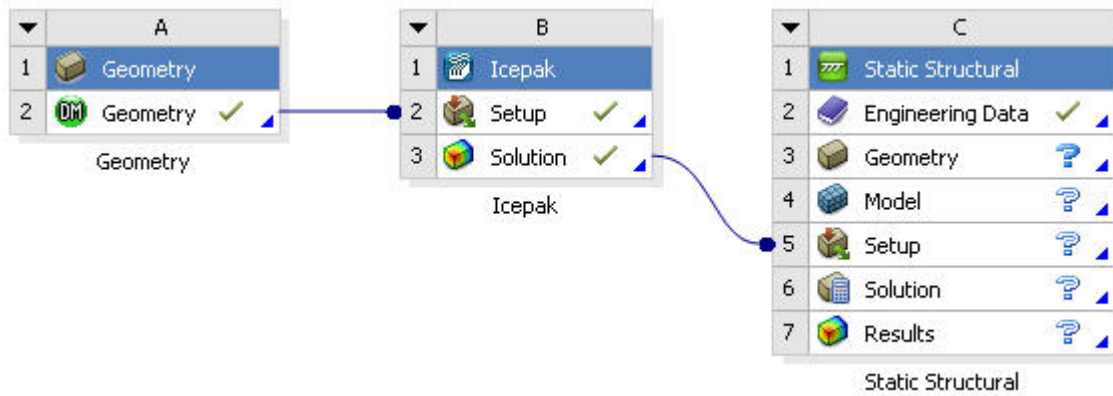 A
1 Geometry
2 DM Geometry
Geometry
B
1 Icepak
2 Setup
3 Solution
Icepak
C
1 Static Structural
2 Engineering Data
3 Geometry
4 Model
5 Setup
6 Solution
7 Results
Static Structural